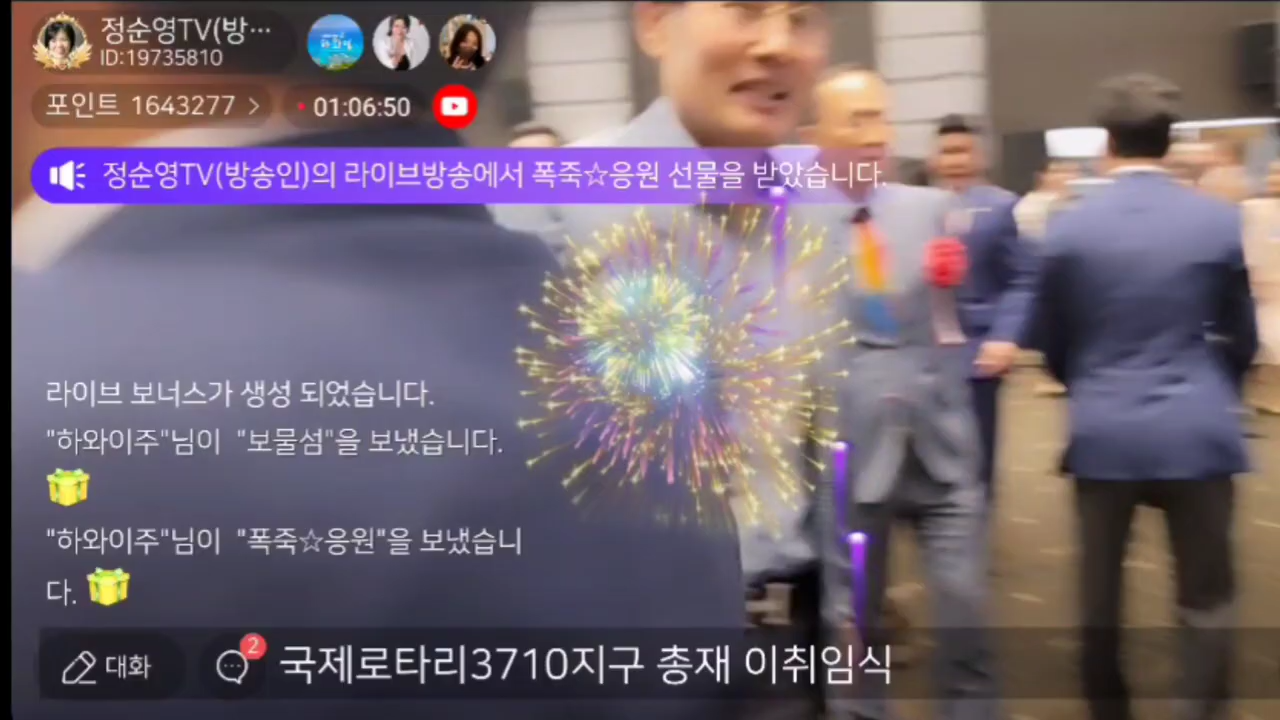 정순영TV(방…
ID:19735810
포인트 1643277 >
01:06:50
정순영TV(방송인)의 라이브방송에서 폭죽☆응원 선물을 받았습니다.
라이브 보너스가 생성 되었습니다.
"하와이주"님이 "보물섬"을 보냈습니다.
"하와이주"님이 "폭죽☆응원"을 보냈습니
다.
대화
2
국제로타리3710지구 총재 이취임식